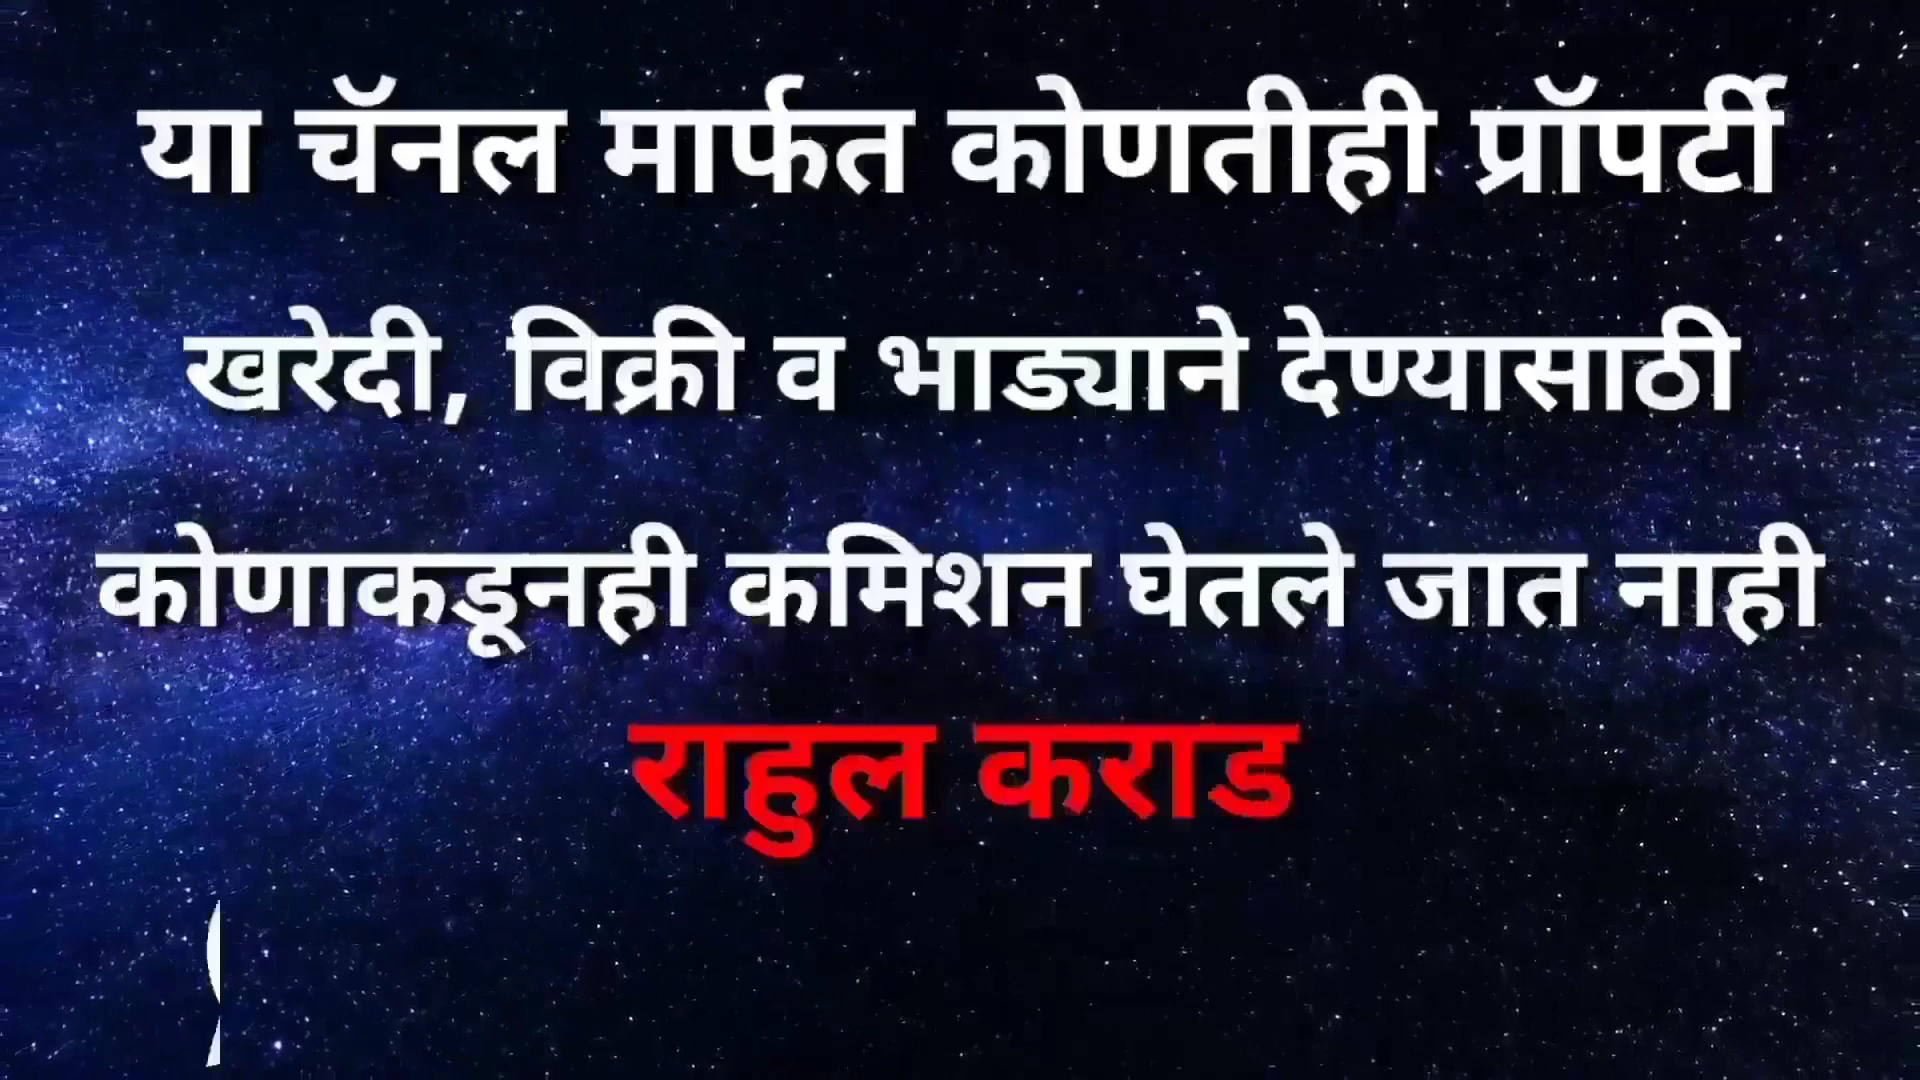 या चॅनल मार्फत कोणतीही प्रॉपर्टी
खरेदी, विक्री व भाड्याने देण्यासाठी
कोणाकडूनही कमिशन घेतले जात नाही
राहुल कराड